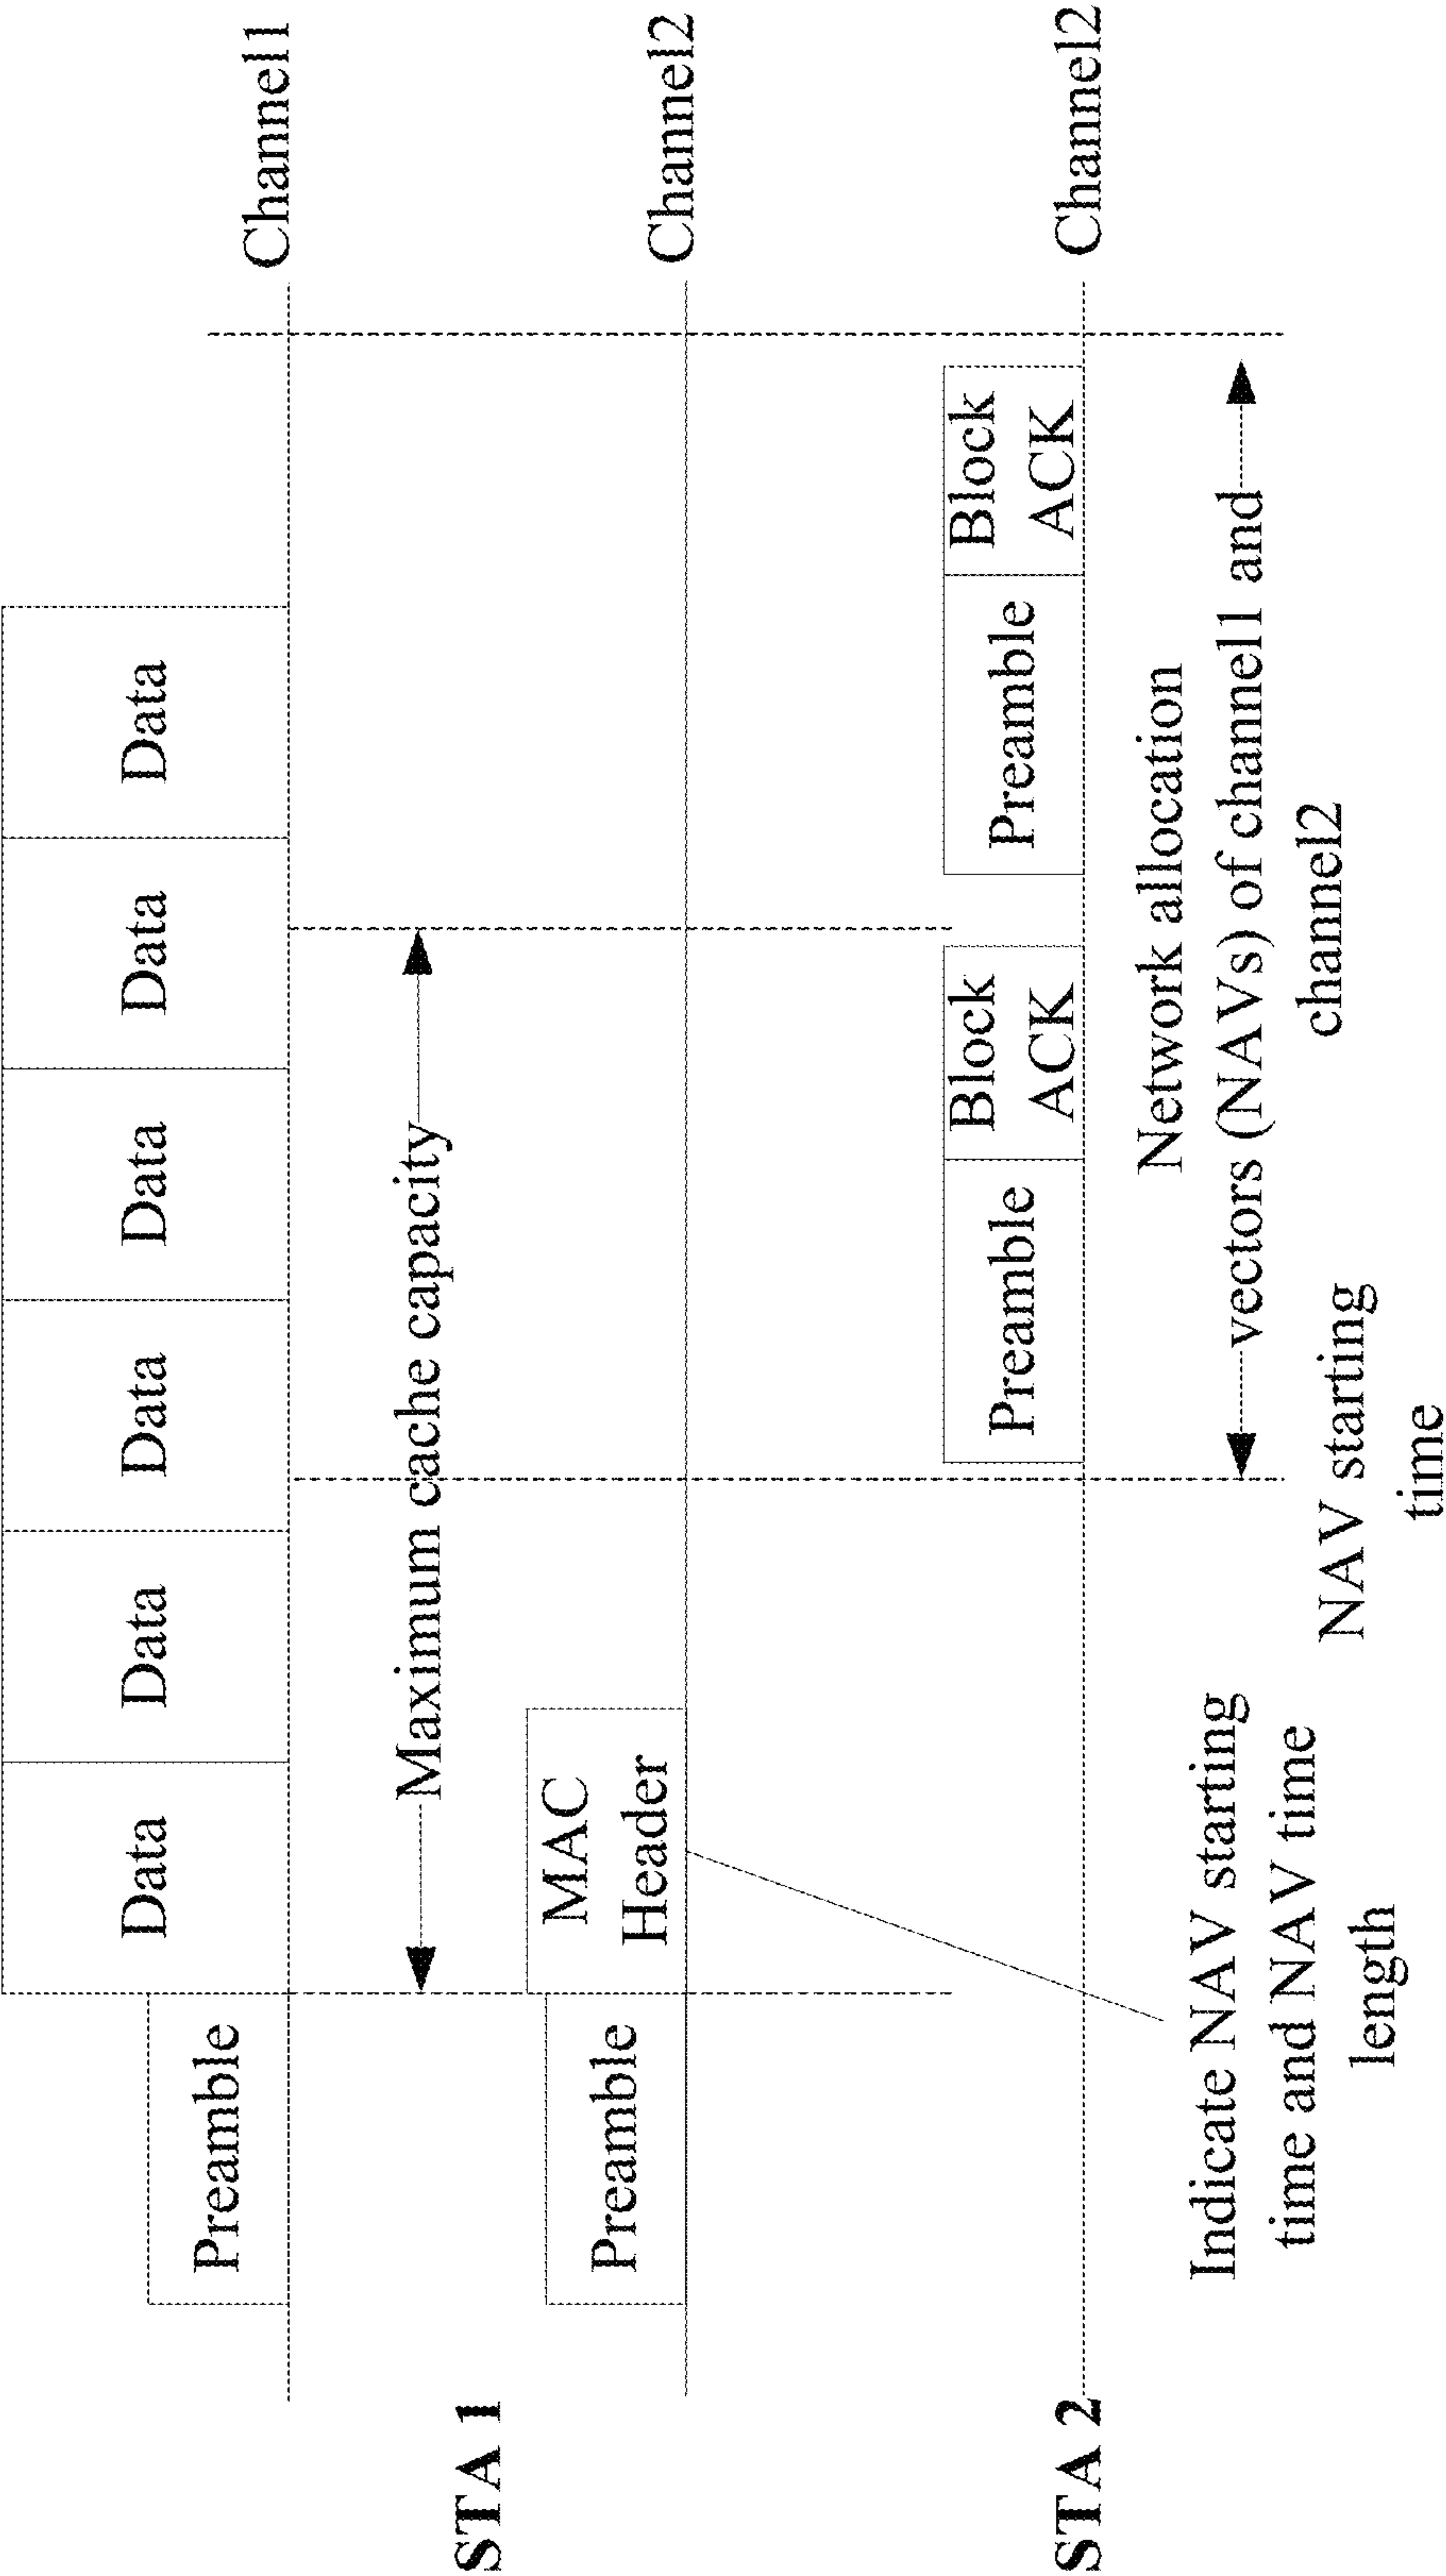 Preamble
Data
Data
Data
Data
Data
Data
Channel1
STA 1
Maximum cache capacity
Preamble
MAC
Header
Channel2
STA 2
Preamble
Block
ACK
Preamble
Block
ACK
Channel2
Indicate NAV starting
time and NAV time
length
NAV starting
time
Network allocation
vectors (NAVs) of channel1 and
channel2